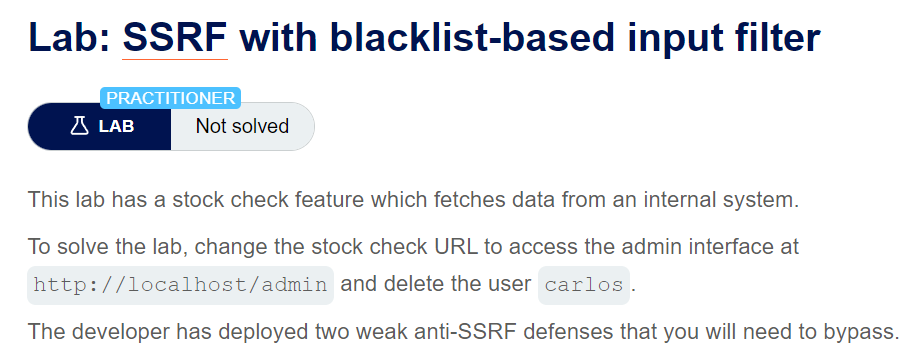 Lab: SSRF with blacklist-based input filter
PRACTITIONER
LAB
Not solved
This lab has a stock check feature which fetches data from an internal system.
To solve the lab, change the stock check URL to access the admin interface at
http://localhost/admin and delete the user carlos.
The developer has deployed two weak anti-SSRF defenses that you will need to bypass.